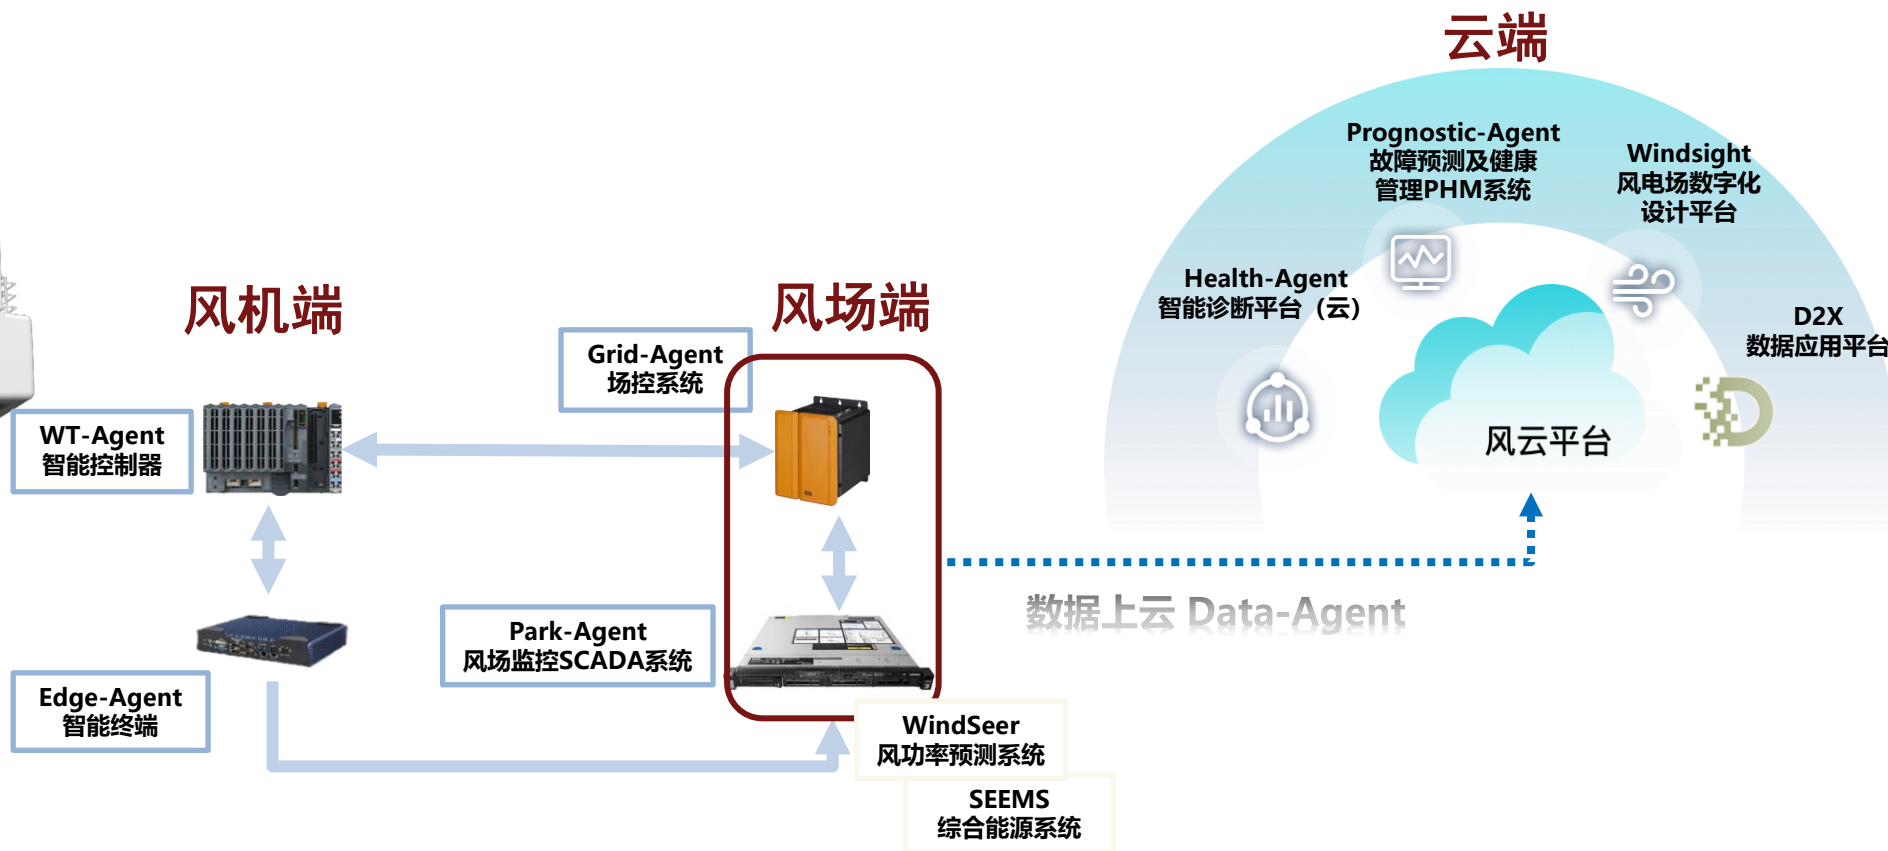 云端
Prognostic-Agent
故障预测及健康
管理PHM系统
Windsight
风电场数字化
设计平台
Health-Agent
智能诊断平台（云）
D2X
数据应用平台
风云平台
风机端
风场端
Grid-Agent
场控系统
WT-Agent
智能控制器
Park-Agent
风场监控SCADA系统
Edge-Agent
智能终端
数据上云 Data-Agent
WindSeer
风功率预测系统
SEEMS
综合能源系统